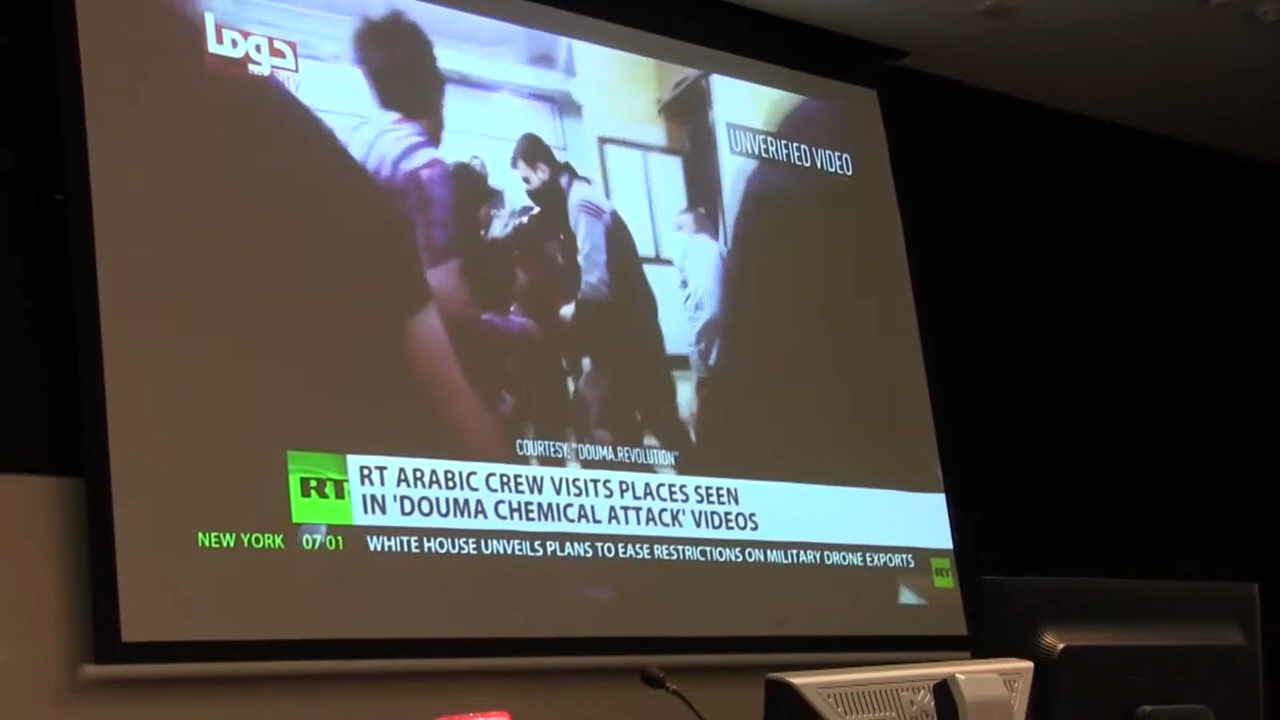 دوما
UNVERIFIED VIDEO
COURTESY: "DOUMA.REVOLUTION"
RT
RT ARABIC CREW VISITS PLACES SEEN
IN 'DOUMA CHEMICAL ATTACK' VIDEOS
NEW YORK 07:01 WHITE HOUSE UNVEILS PLANS TO EASE RESTRICTIONS ON MILITARY DRONE EXPORTS
RT